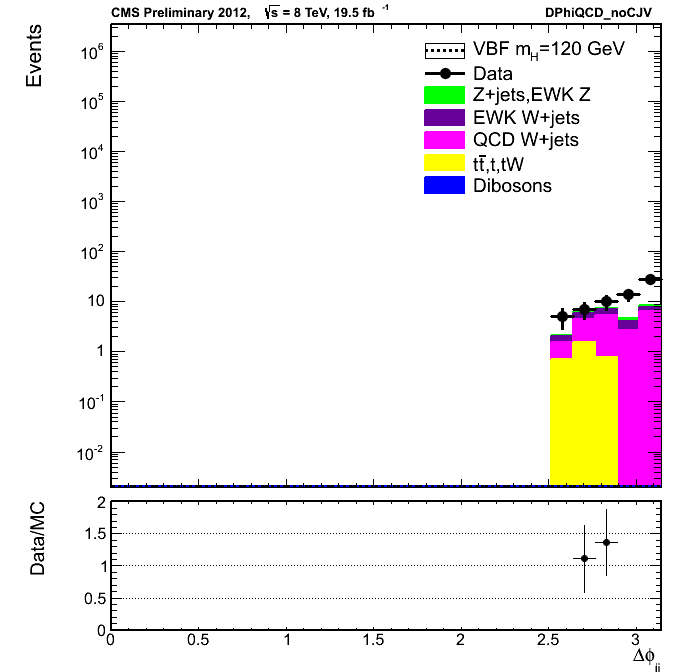 CMS Preliminary 2012, √s = 8 TeV, 19.5 fb⁻¹ DPhiQCD_noCJV
Events
10⁶
10⁵
10⁴
10³
10²
10
1
10⁻¹
10⁻²
VBF m_H=120 GeV
Data
Z+jets,EWK Z
EWK W+jets
QCD W+jets
tt̄,t,tW
Dibosons
Data/MC
2
1.5
1
0.5
0
0 0.5 1 1.5 2 2.5 3
Δϕ_jj